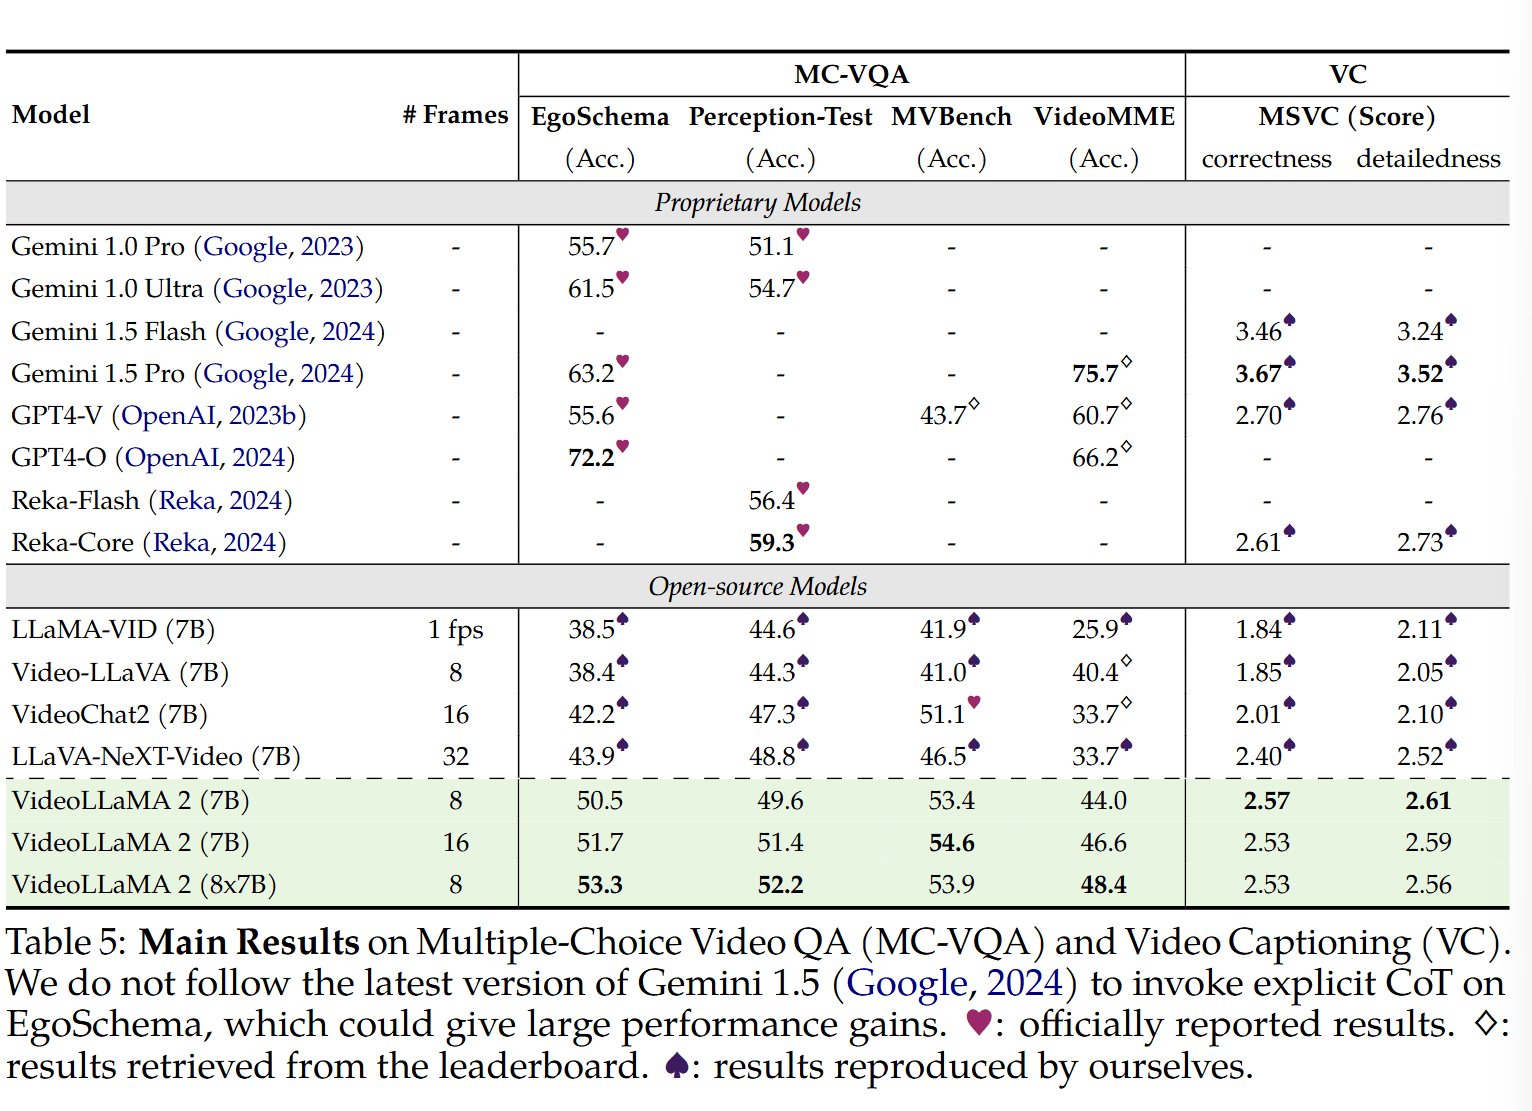 MC-VQA VC
Model # Frames EgoSchema Perception-Test MVBench VideoMME MSVC (Score)
(Acc.) (Acc.) (Acc.) (Acc.) correctness detailedness
Proprietary Models
Gemini 1.0 Pro (Google, 2023) - 55.7♥ 51.1♥ - - - -
Gemini 1.0 Ultra (Google, 2023) - 61.5♥ 54.7♥ - - - -
Gemini 1.5 Flash (Google, 2024) - - - - - 3.46♠ 3.24♠
Gemini 1.5 Pro (Google, 2024) - 63.2♥ - - 75.7♢ 3.67♠ 3.52♠
GPT4-V (OpenAI, 2023b) - 55.6♥ - 43.7♢ 60.7♢ 2.70♠ 2.76♠
GPT4-O (OpenAI, 2024) - 72.2♥ - - 66.2♢ - -
Reka-Flash (Reka, 2024) - - 56.4♥ - - - -
Reka-Core (Reka, 2024) - - 59.3♥ - - 2.61♠ 2.73♠
Open-source Models
LLaMA-VID (7B) 1 fps 38.5♠ 44.6♠ 41.9♠ 25.9♠ 1.84♠ 2.11♠
Video-LLaVA (7B) 8 38.4♠ 44.3♠ 41.0♠ 40.4♢ 1.85♠ 2.05♠
VideoChat2 (7B) 16 42.2♠ 47.3♠ 51.1♥ 33.7♢ 2.01♠ 2.10♠
LLaVA-NeXT-Video (7B) 32 43.9♠ 48.8♠ 46.5♠ 33.7♠ 2.40♠ 2.52♠
VideoLLaMA 2 (7B) 8 50.5 49.6 53.4 44.0 2.57 2.61
VideoLLaMA 2 (7B) 16 51.7 51.4 54.6 46.6 2.53 2.59
VideoLLaMA 2 (8x7B) 8 53.3 52.2 53.9 48.4 2.53 2.56
Table 5: Main Results on Multiple-Choice Video QA (MC-VQA) and Video Captioning (VC).
We do not follow the latest version of Gemini 1.5 (Google, 2024) to invoke explicit CoT on
EgoSchema, which could give large performance gains. ♥: officially reported results. ♢:
results retrieved from the leaderboard. ♠: results reproduced by ourselves.